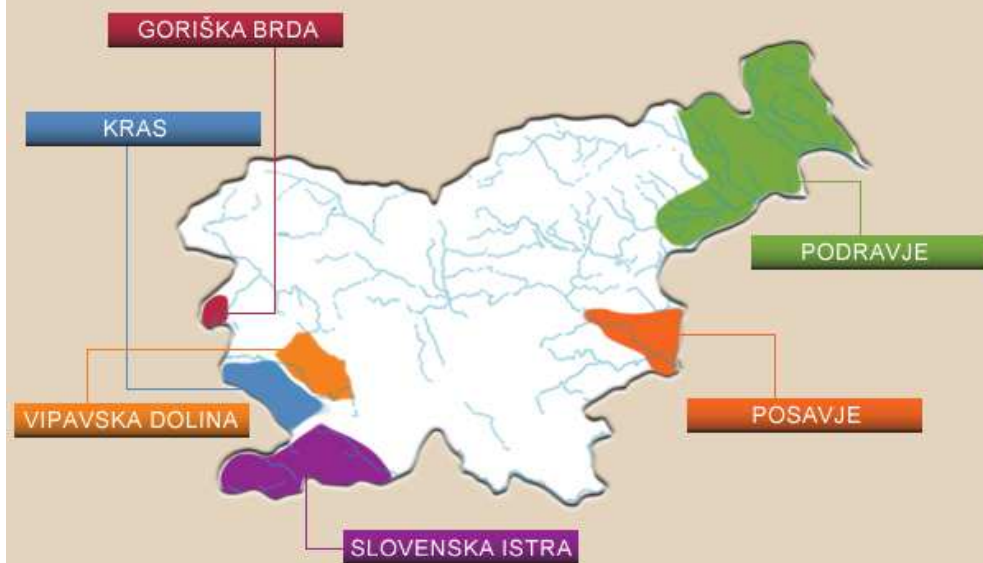 GORIŠKA BRDA
KRAS
PODRAVJE
VIPAVSKA DOLINA
POSAVJE
SLOVENSKA ISTRA